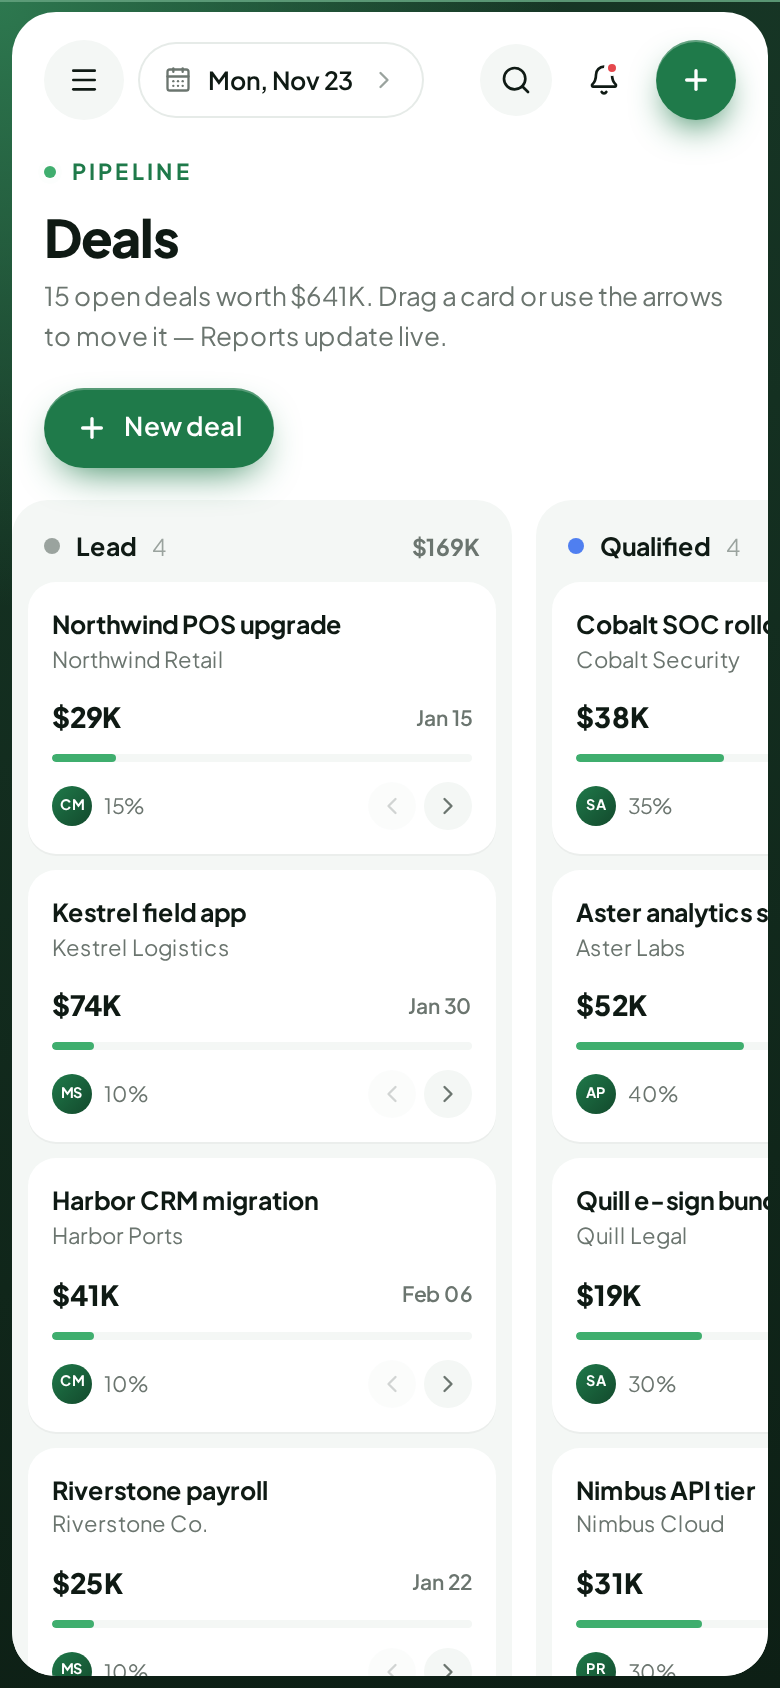 Mon, Nov 23
PIPELINE
Deals
15 open deals worth $641K. Drag a card or use the arrows
to move it — Reports update live.
New deal
Lead 4 $169K
Northwind POS upgrade
Northwind Retail
$29K Jan 15
CM 15%
Kestrel field app
Kestrel Logistics
$74K Jan 30
MS 10%
Harbor CRM migration
Harbor Ports
$41K Feb 06
CM 10%
Riverstone payroll
Riverstone Co.
$25K Jan 22
MS 10%
Qualified 4
Cobalt SOC
Cobalt Security
$38K
SA 35%
Aster analytics
Aster Labs
$52K
AP 40%
Quill e-sign
Quill Legal
$19K
SA 30%
Nimbus API tier
Nimbus Cloud
$31K
PR 30%